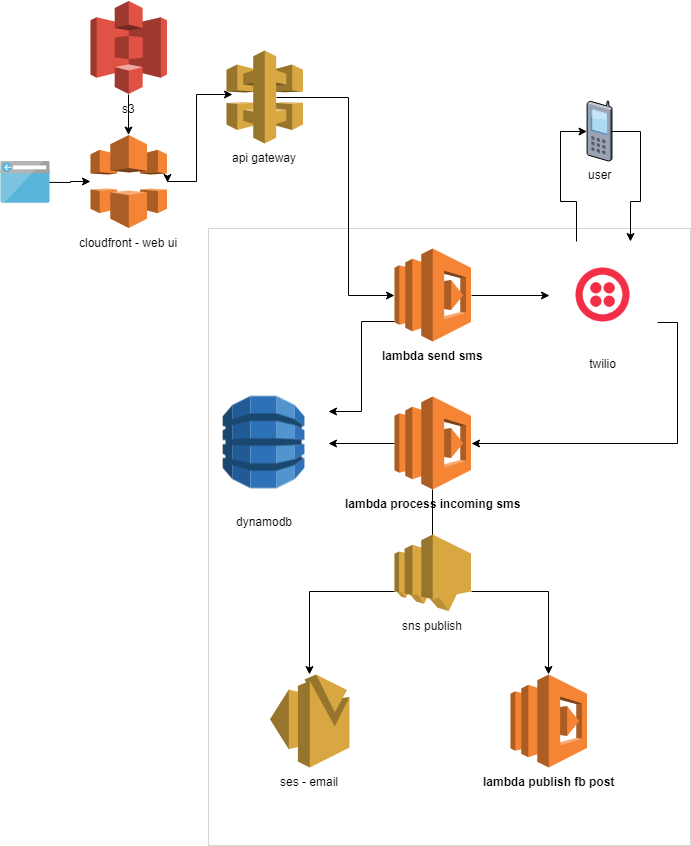 s3
api gateway
user
cloudfront - web ui
lambda send sms
twilio
lambda process incoming sms
dynamodb
sns publish
ses - email
lambda publish fb post